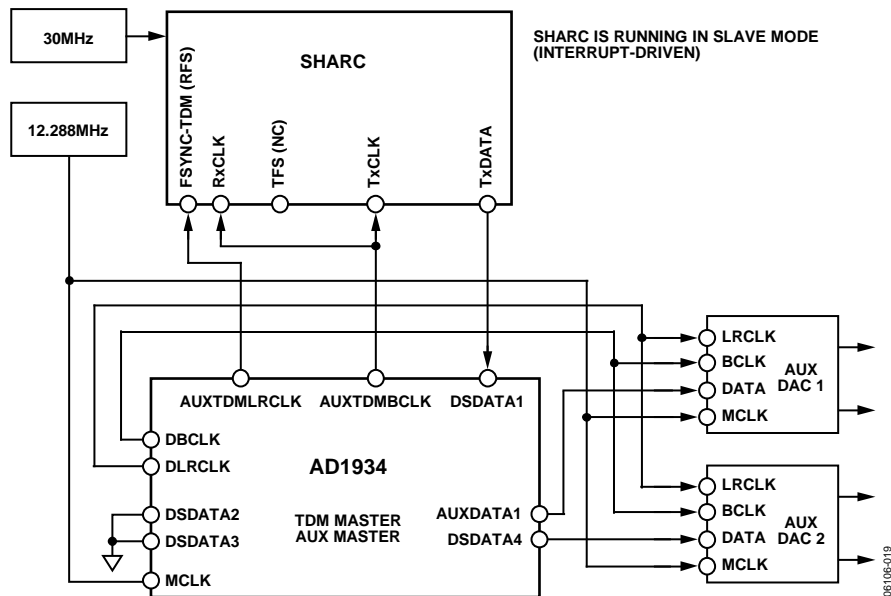 30MHz
12.288MHz
SHARC
SHARC IS RUNNING IN SLAVE MODE
(INTERRUPT-DRIVEN)
FSYNC-TDM (RFS)
RxCLK
TFS (NC)
TxCLK
TxDATA
AUXTDMLRCLK
AUXTDMBCLK
DSDATA1
DBCLK
DLRCLK
DSDATA2
DSDATA3
MCLK
AD1934
TDM MASTER
AUX MASTER
AUXDATA1
DSDATA4
LRCLK
BCLK
DATA
MCLK
AUX
DAC 1
LRCLK
BCLK
DATA
MCLK
AUX
DAC 2
06106-019